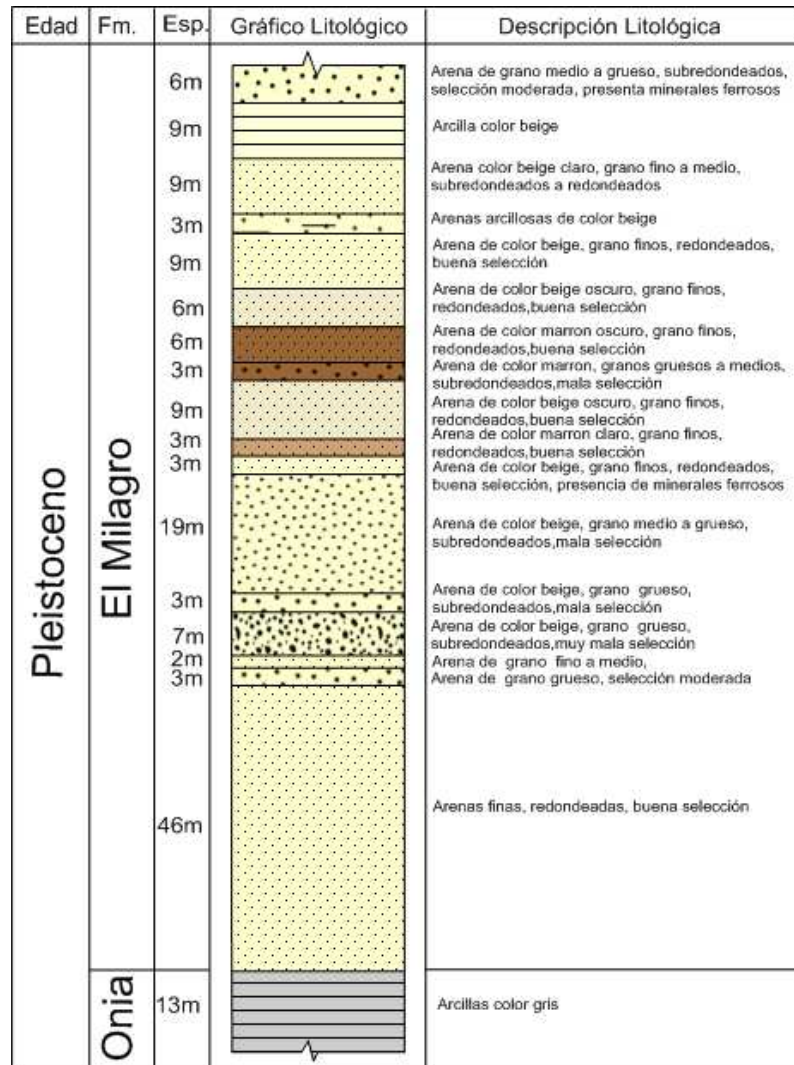 Edad Fm. Esp. Gráfico Litológico Descripción Litológica
Pleistoceno
El Milagro
6m
Arena de grano medio a grueso, subredondeados,
selección moderada, presenta minerales ferrosos
9m
Arcilla color beige
9m
Arena color beige claro, grano fino a medio,
subredondeados a redondeados
3m
Arenas arcillosas de color beige
9m
Arena de color beige, grano finos, redondeados,
buena selección
6m
Arena de color beige oscuro, grano finos,
redondeados,buena selección
6m
Arena de color marron oscuro, grano finos,
redondeados,buena selección
3m
Arena de color marron, granos gruesos a medios,
subredondeados,mala selección
9m
Arena de color beige oscuro, grano finos,
redondeados,buena selección
3m
Arena de color marron claro, grano finos,
redondeados,buena selección
3m
Arena de color beige, grano finos, redondeados,
buena selección, presencia de minerales ferrosos
19m
Arena de color beige, grano medio a grueso,
subredondeados,mala selección
3m
Arena de color beige, grano grueso,
subredondeados,mala selección
7m
Arena de color beige, grano grueso,
subredondeados,muy mala selección
2m
Arena de grano fino a medio,
3m
Arena de grano grueso, selección moderada
46m
Arenas finas, redondeadas, buena selección
Onia
13m
Arcillas color gris